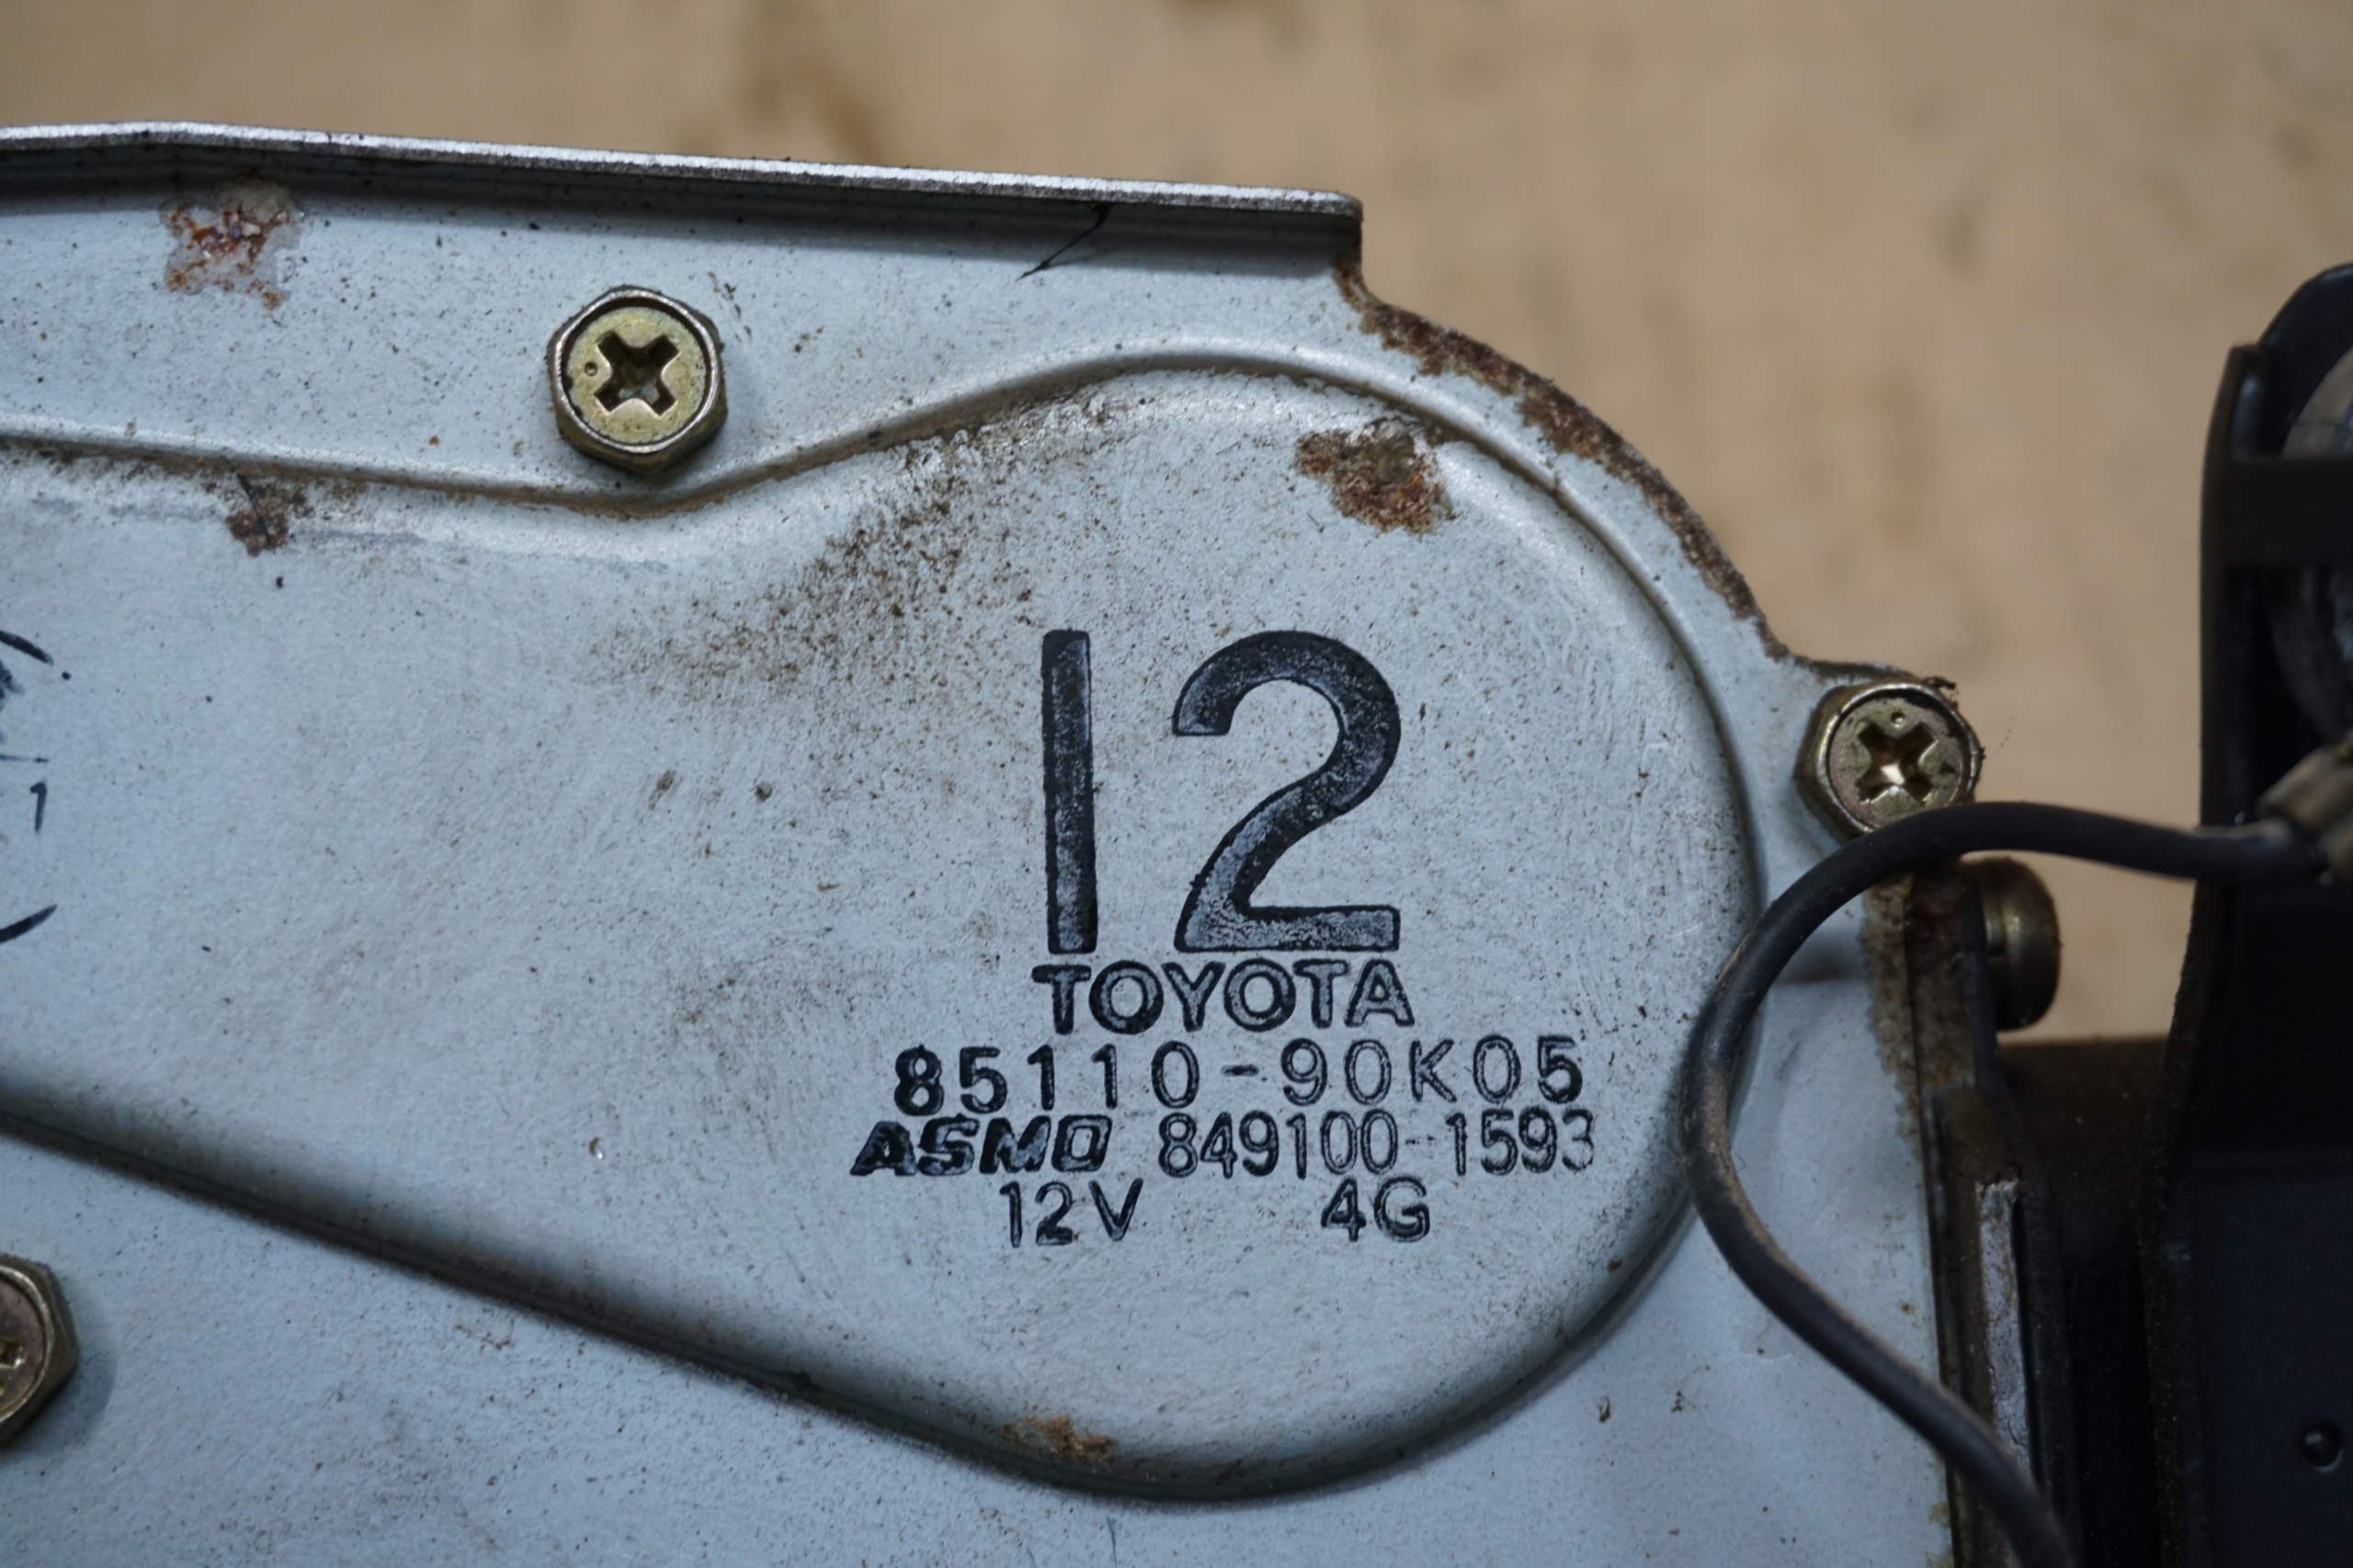 12
TOYOTA
85110-90K05
ASMO 849100-1593
12V 4G